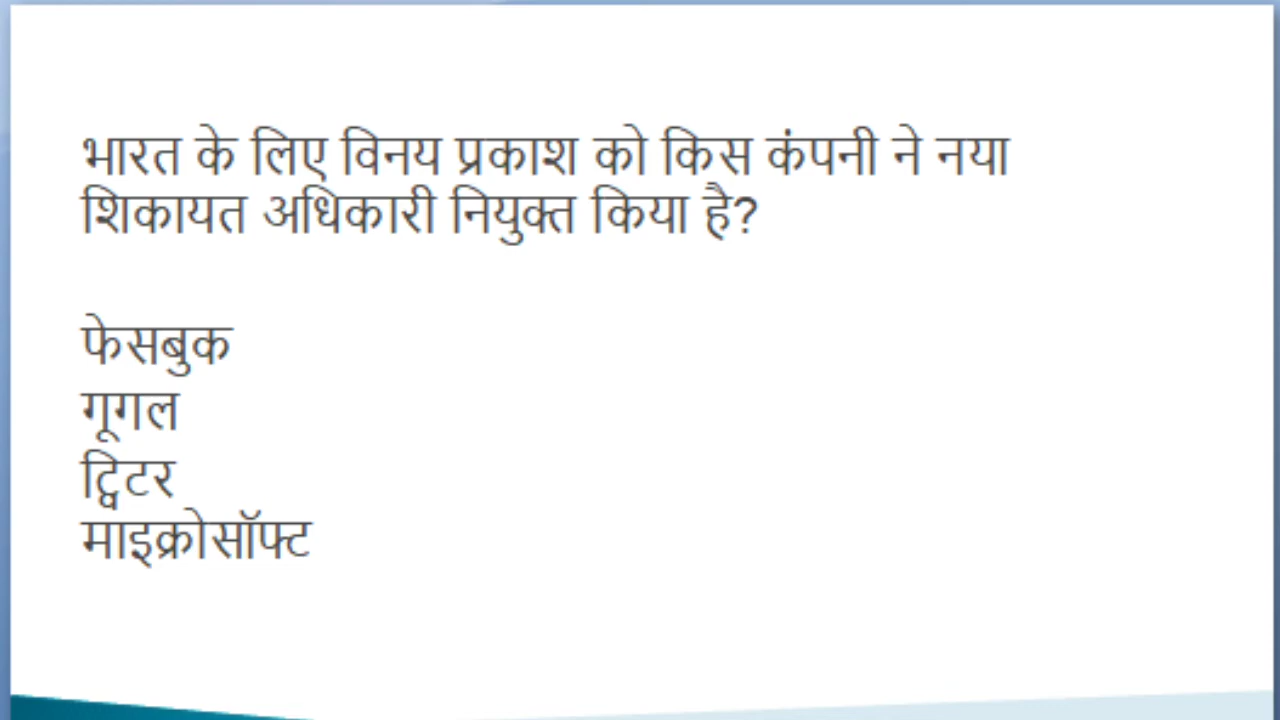 भारत के लिए विनय प्रकाश को किस कंपनी ने नया
शिकायत अधिकारी नियुक्त किया है?
फेसबुक
गूगल
ट्विटर
माइक्रोसॉफ्ट